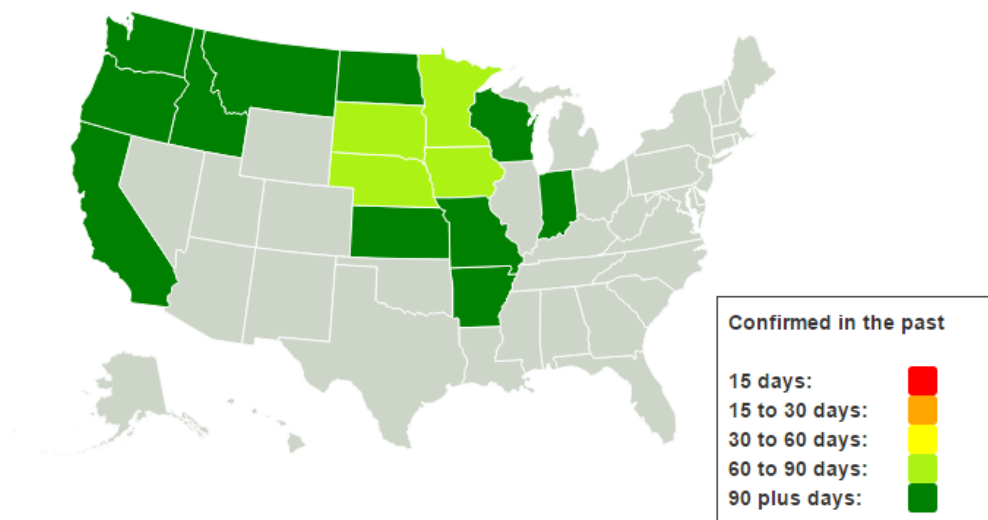 Confirmed in the past
15 days:
15 to 30 days:
30 to 60 days:
60 to 90 days:
90 plus days: